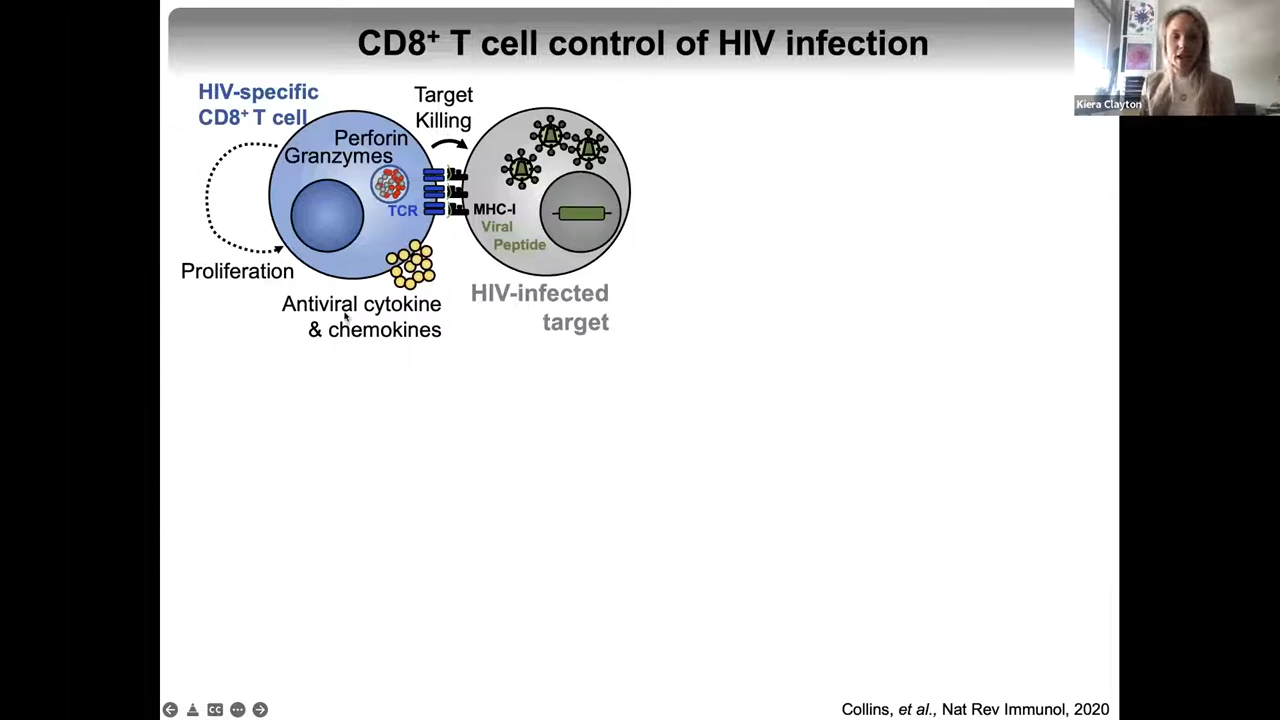 CD8⁺ T cell control of HIV infection
Kiera Clayton
HIV-specific
CD8⁺ T cell
Target
Killing
Perforin
Granzymes
TCR
MHC-I
Viral
Peptide
Proliferation
Antiviral cytokine
& chemokines
HIV-infected
target
CC
Collins, et al., Nat Rev Immunol, 2020